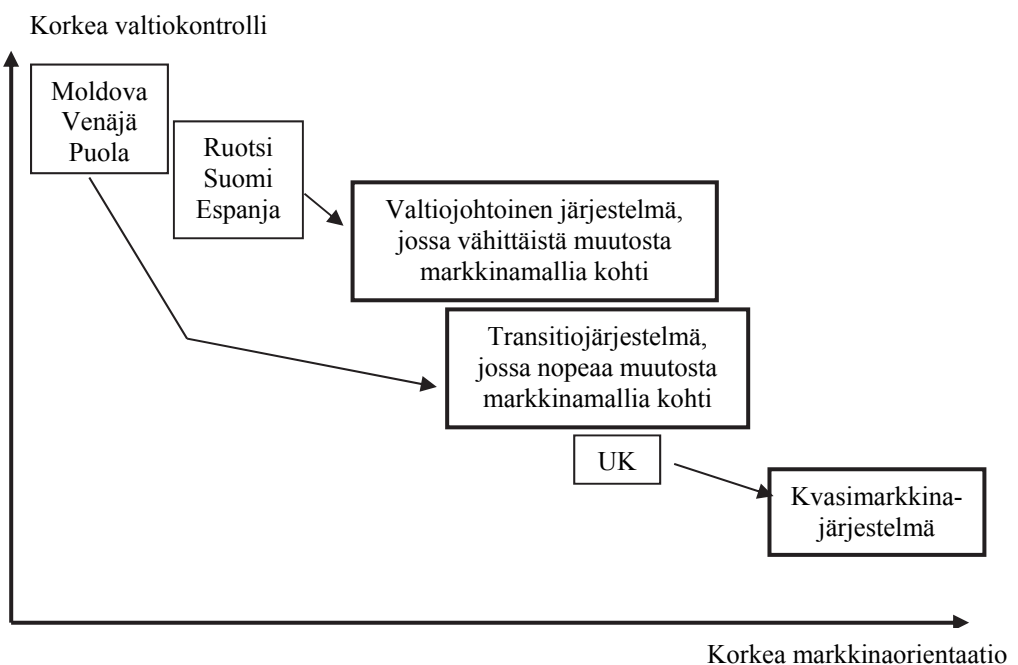 Korkea valtiokontrolli
Moldova
Venäjä
Puola
Ruotsi
Suomi
Espanja
Valtiojohtoinen järjestelmä,
jossa vähittäistä muutosta
markkinamallia kohti
Transitiojärjestelmä,
jossa nopeaa muutosta
markkinamallia kohti
UK
Kvasimarkkina-
järjestelmä
Korkea markkinaorientaatio